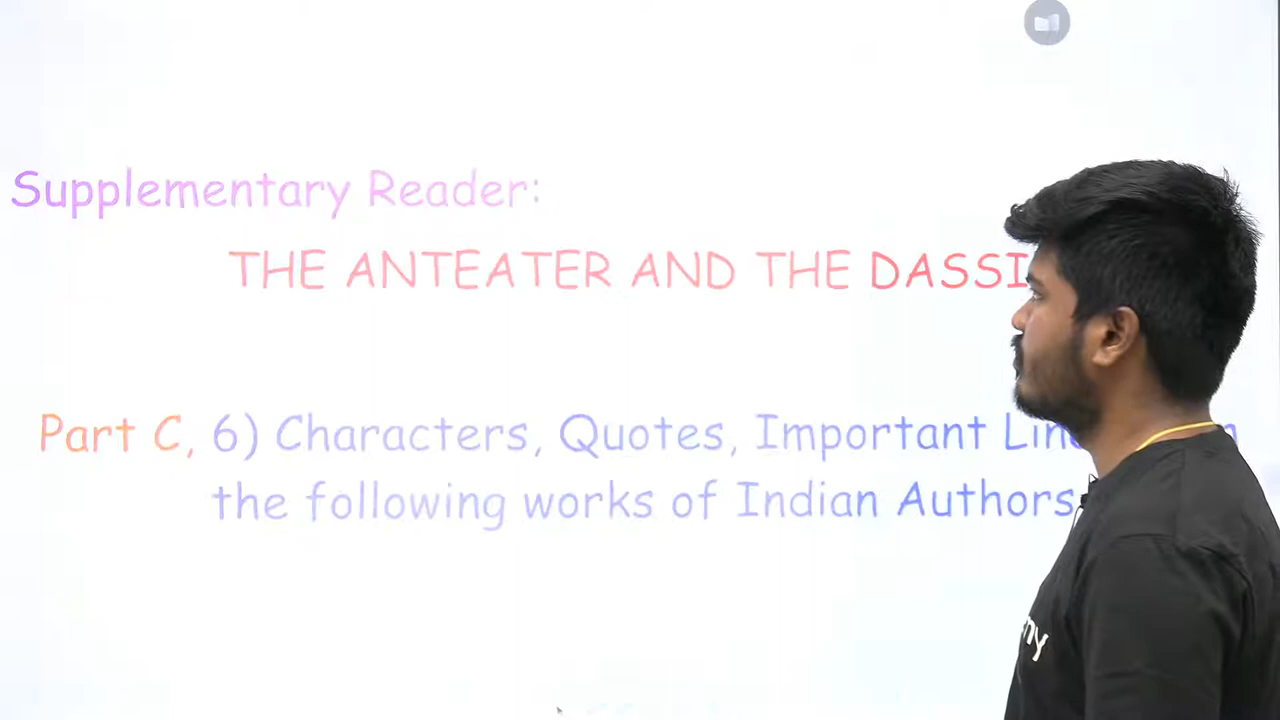 Supplementary Reader:
THE ANTEATER AND THE DASSI
Part C, 6) Characters, Quotes, Important Lin
the following works of Indian Authors
my